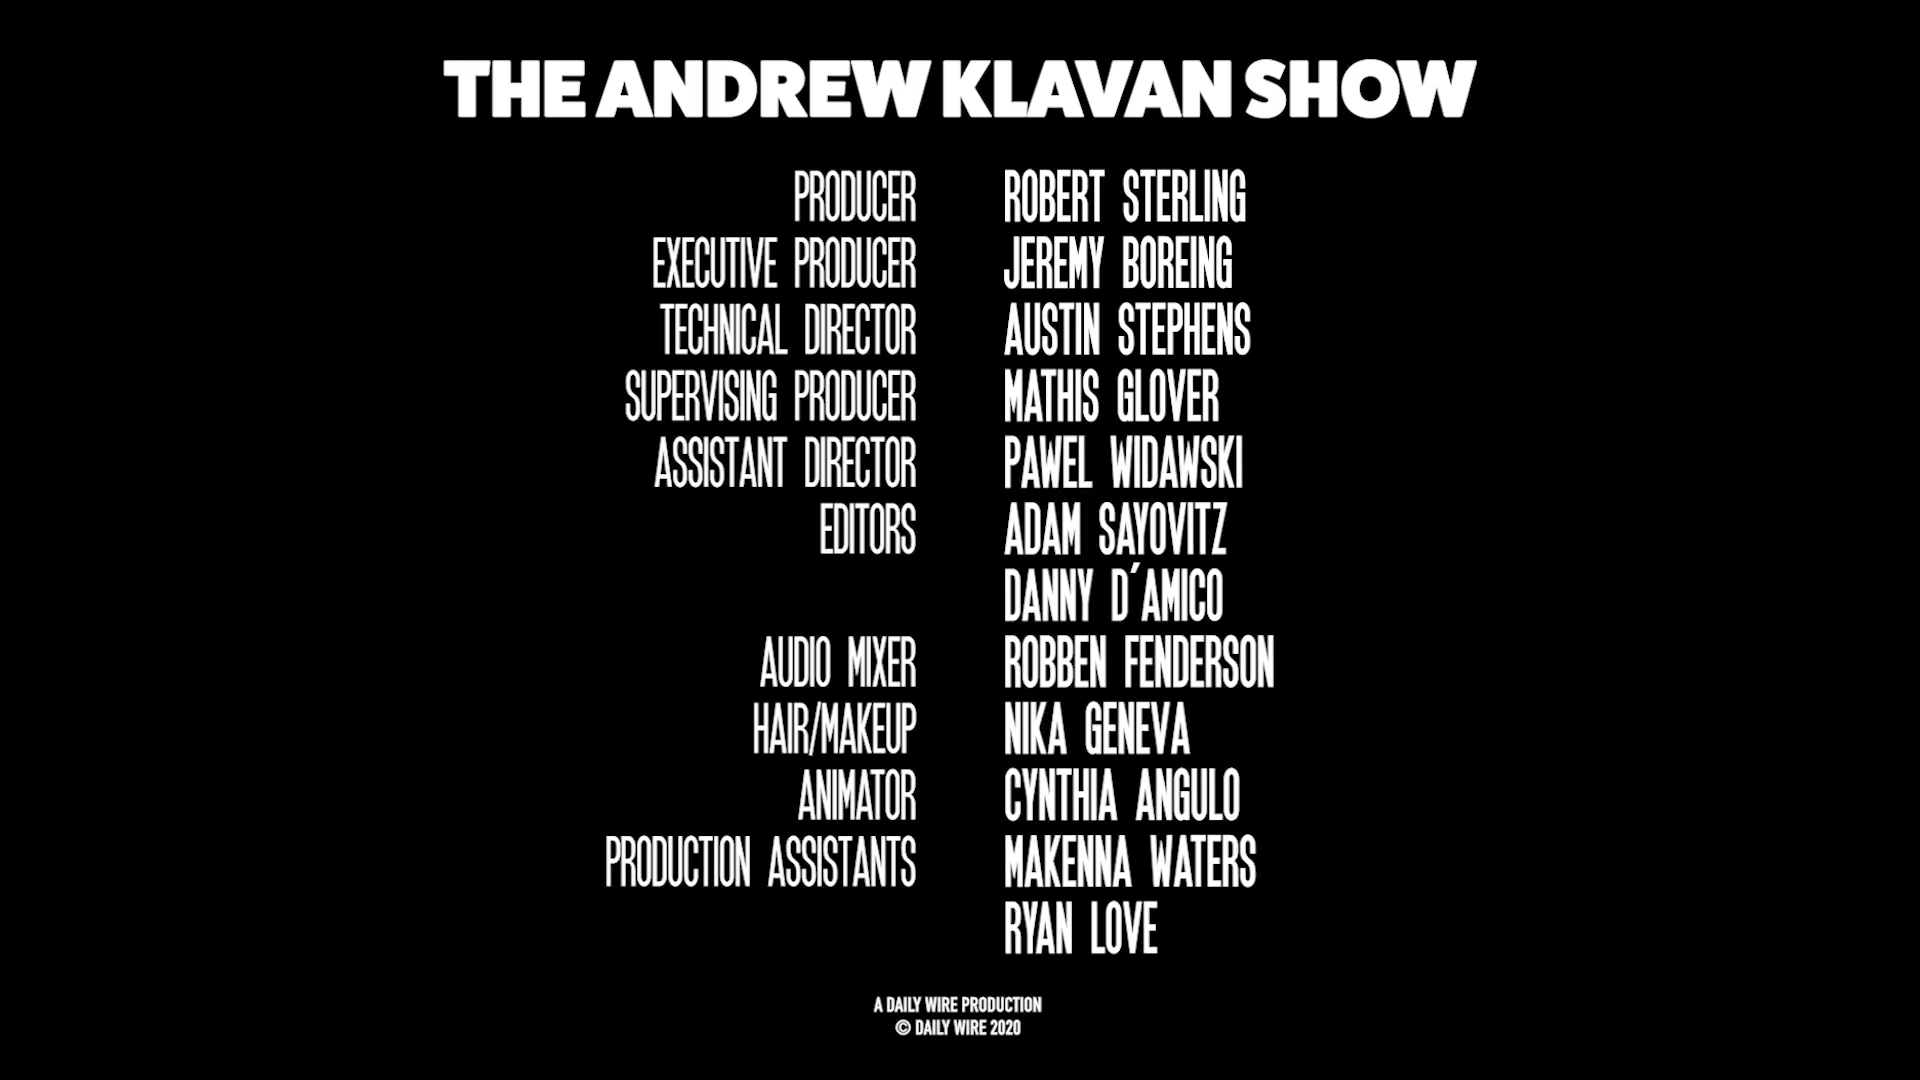 THE ANDREW KLAVAN SHOW
PRODUCER ROBERT STERLING
EXECUTIVE PRODUCER JEREMY BOREING
TECHNICAL DIRECTOR AUSTIN STEPHENS
SUPERVISING PRODUCER MATHIS GLOVER
ASSISTANT DIRECTOR PAWEL WIDAWSKI
EDITORS ADAM SAYOVITZ
DANNY D'AMICO
AUDIO MIXER ROBBEN FENDERSON
HAIR/MAKEUP NIKA GENEVA
ANIMATOR CYNTHIA ANGULO
PRODUCTION ASSISTANTS MAKENNA WATERS
RYAN LOVE
A DAILY WIRE PRODUCTION
© DAILY WIRE 2020